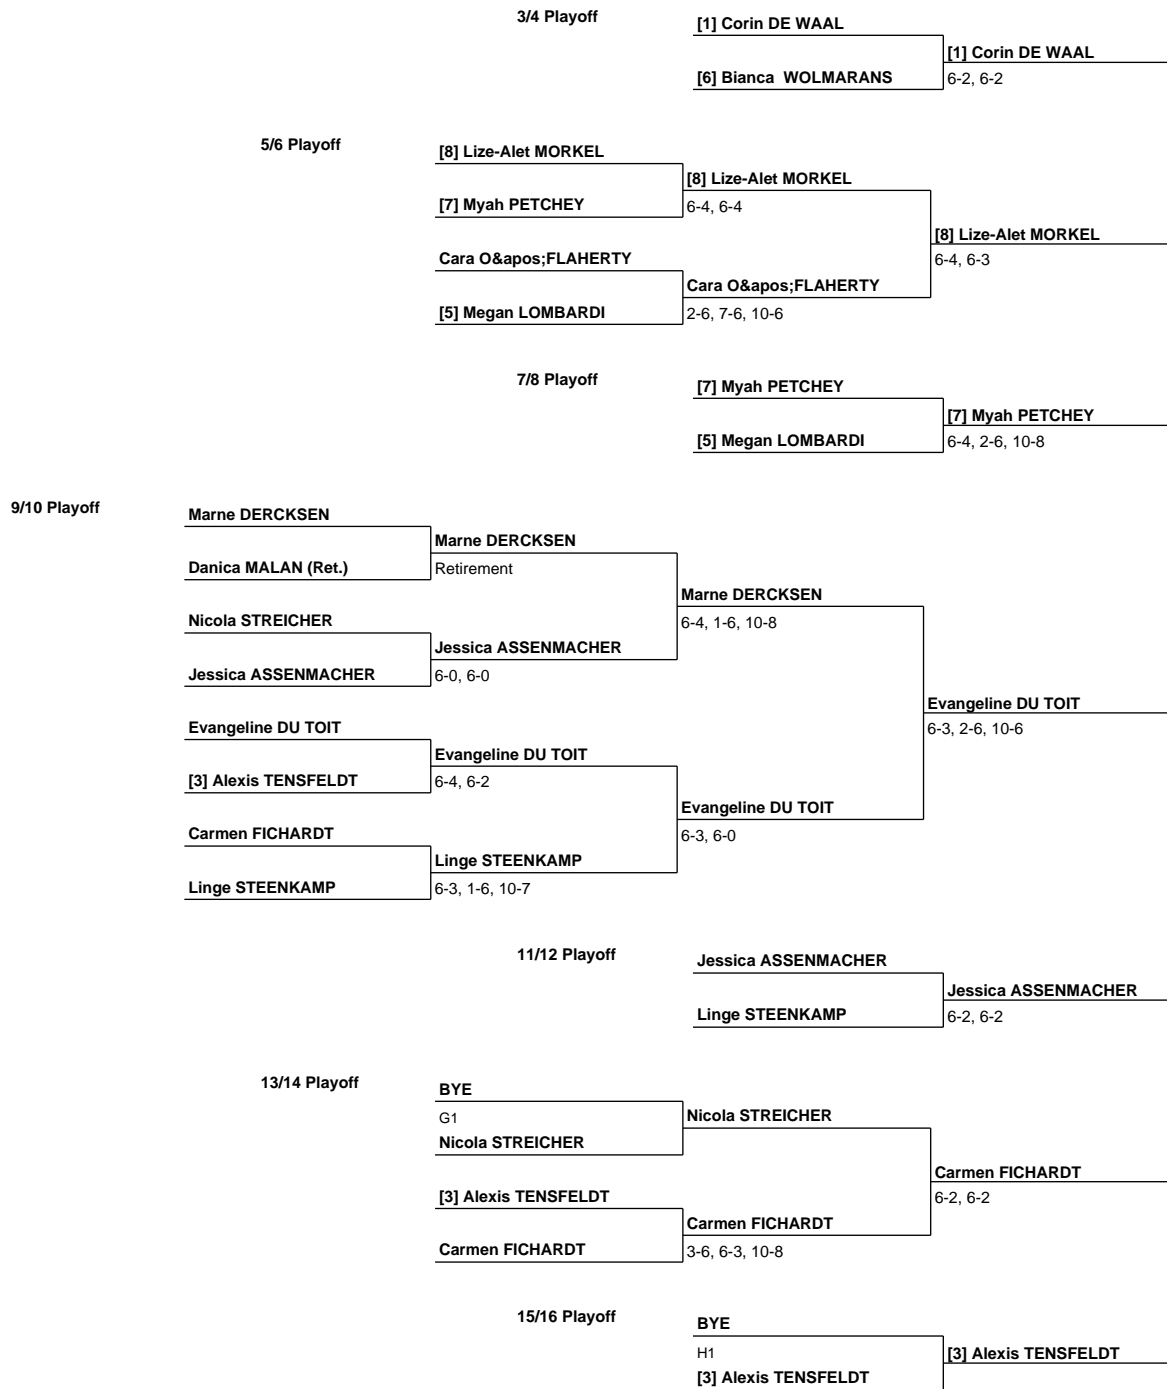 3/4 Playoff
[1] Corin DE WAAL
[1] Corin DE WAAL
[6] Bianca  WOLMARANS
6-2, 6-2
5/6 Playoff
[8] Lize-Alet MORKEL
[8] Lize-Alet MORKEL
[7] Myah PETCHEY
6-4, 6-4
[8] Lize-Alet MORKEL
Cara O&apos;FLAHERTY
6-4, 6-3
Cara O&apos;FLAHERTY
[5] Megan LOMBARDI
2-6, 7-6, 10-6
7/8 Playoff
[7] Myah PETCHEY
[7] Myah PETCHEY
[5] Megan LOMBARDI
6-4, 2-6, 10-8
9/10 Playoff
Marne DERCKSEN
Marne DERCKSEN
Danica MALAN (Ret.)
Retirement
Marne DERCKSEN
Nicola STREICHER
6-4, 1-6, 10-8
Jessica ASSENMACHER
Jessica ASSENMACHER
6-0, 6-0
Evangeline DU TOIT
Evangeline DU TOIT
6-3, 2-6, 10-6
Evangeline DU TOIT
[3] Alexis TENSFELDT
6-4, 6-2
Evangeline DU TOIT
Carmen FICHARDT
6-3, 6-0
Linge STEENKAMP
Linge STEENKAMP
6-3, 1-6, 10-7
11/12 Playoff
Jessica ASSENMACHER
Jessica ASSENMACHER
Linge STEENKAMP
6-2, 6-2
13/14 Playoff
BYE
G1
Nicola STREICHER
Nicola STREICHER
Carmen FICHARDT
[3] Alexis TENSFELDT
6-2, 6-2
Carmen FICHARDT
Carmen FICHARDT
3-6, 6-3, 10-8
15/16 Playoff
BYE
H1
[3] Alexis TENSFELDT
[3] Alexis TENSFELDT